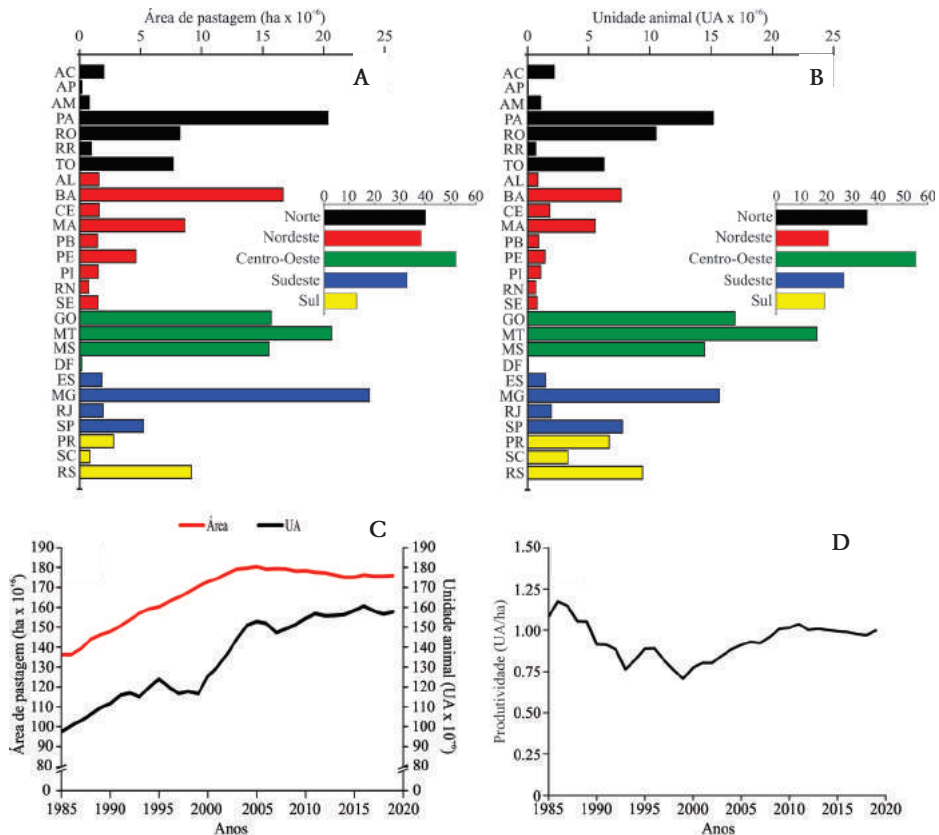 Área de pastagem (ha x 10⁺⁶)
0 5 10 15 20 25
A
AC
AP
AM
PA
RO
RR
TO
AL
BA
CE
MA
PB
PE
PI
RN
SE
GO
MT
MS
DF
ES
MG
RJ
SP
PR
SC
RS
0 10 20 30 40 50 60
Norte
Nordeste
Centro-Oeste
Sudeste
Sul
Unidade animal (UA x 10⁺⁶)
0 5 10 15 20 25
B
AC
AP
AM
PA
RO
RR
TO
AL
BA
CE
MA
PB
PE
PI
RN
SE
GO
MT
MS
DF
ES
MG
RJ
SP
PR
SC
RS
0 10 20 30 40 50 60
Norte
Nordeste
Centro-Oeste
Sudeste
Sul
Área UA
C
Área de pastagem (ha x 10⁺⁶)
190
180
170
160
150
140
130
120
110
100
90
80
0
190
180
170
160
150
140
130
120
110
100
90
80
0
Unidade animal (UA x 10⁺⁶)
1985 1990 1995 2000 2005 2010 2015 2020
Anos
D
Produtividade (UA/ha)
1.50
1.25
1.00
0.75
0.50
0.25
0
1985 1990 1995 2000 2005 2010 2015 2020
Anos